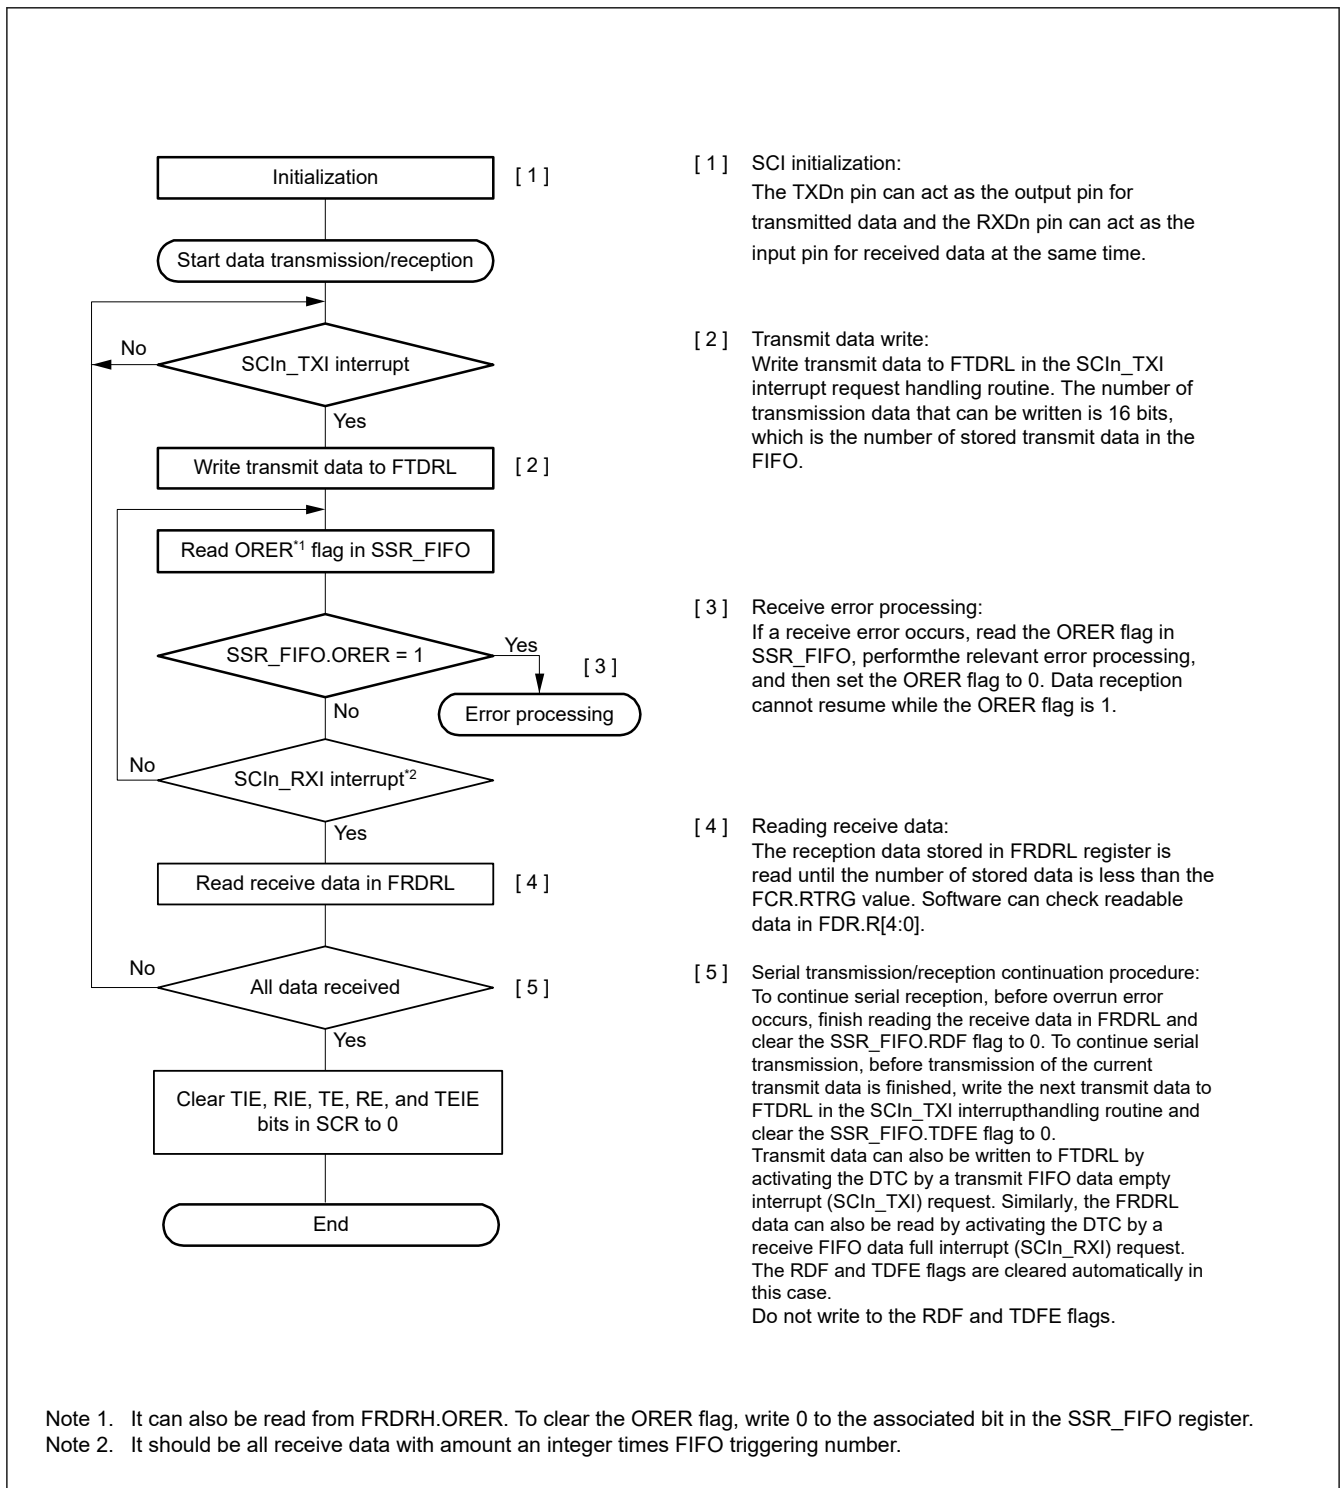 Initialization
[ 1 ]
Start data transmission/reception
No
SCIn_TXI interrupt
Yes
Write transmit data to FTDRL
[ 2 ]
Read ORER*1 flag in SSR_FIFO
SSR_FIFO.ORER = 1
Yes
[ 3 ]
No
Error processing
No
SCIn_RXI interrupt*2
Yes
Read receive data in FRDRL
[ 4 ]
No
All data received
[ 5 ]
Yes
Clear TIE, RIE, TE, RE, and TEIE
bits in SCR to 0
End
[ 1 ] SCI initialization:
The TXDn pin can act as the output pin for
transmitted data and the RXDn pin can act as the
input pin for received data at the same time.
[ 2 ] Transmit data write:
Write transmit data to FTDRL in the SCIn_TXI
interrupt request handling routine. The number of
transmission data that can be written is 16 bits,
which is the number of stored transmit data in the
FIFO.
[ 3 ] Receive error processing:
If a receive error occurs, read the ORER flag in
SSR_FIFO, performthe relevant error processing,
and then set the ORER flag to 0. Data reception
cannot resume while the ORER flag is 1.
[ 4 ] Reading receive data:
The reception data stored in FRDRL register is
read until the number of stored data is less than the
FCR.RTRG value. Software can check readable
data in FDR.R[4:0].
[ 5 ] Serial transmission/reception continuation procedure:
To continue serial reception, before overrun error
occurs, finish reading the receive data in FRDRL and
clear the SSR_FIFO.RDF flag to 0. To continue serial
transmission, before transmission of the current
transmit data is finished, write the next transmit data to
FTDRL in the SCIn_TXI interrupthandling routine and
clear the SSR_FIFO.TDFE flag to 0.
Transmit data can also be written to FTDRL by
activating the DTC by a transmit FIFO data empty
interrupt (SCIn_TXI) request. Similarly, the FRDRL
data can also be read by activating the DTC by a
receive FIFO data full interrupt (SCIn_RXI) request.
The RDF and TDFE flags are cleared automatically in
this case.
Do not write to the RDF and TDFE flags.
Note 1. It can also be read from FRDRH.ORER. To clear the ORER flag, write 0 to the associated bit in the SSR_FIFO register.
Note 2. It should be all receive data with amount an integer times FIFO triggering number.